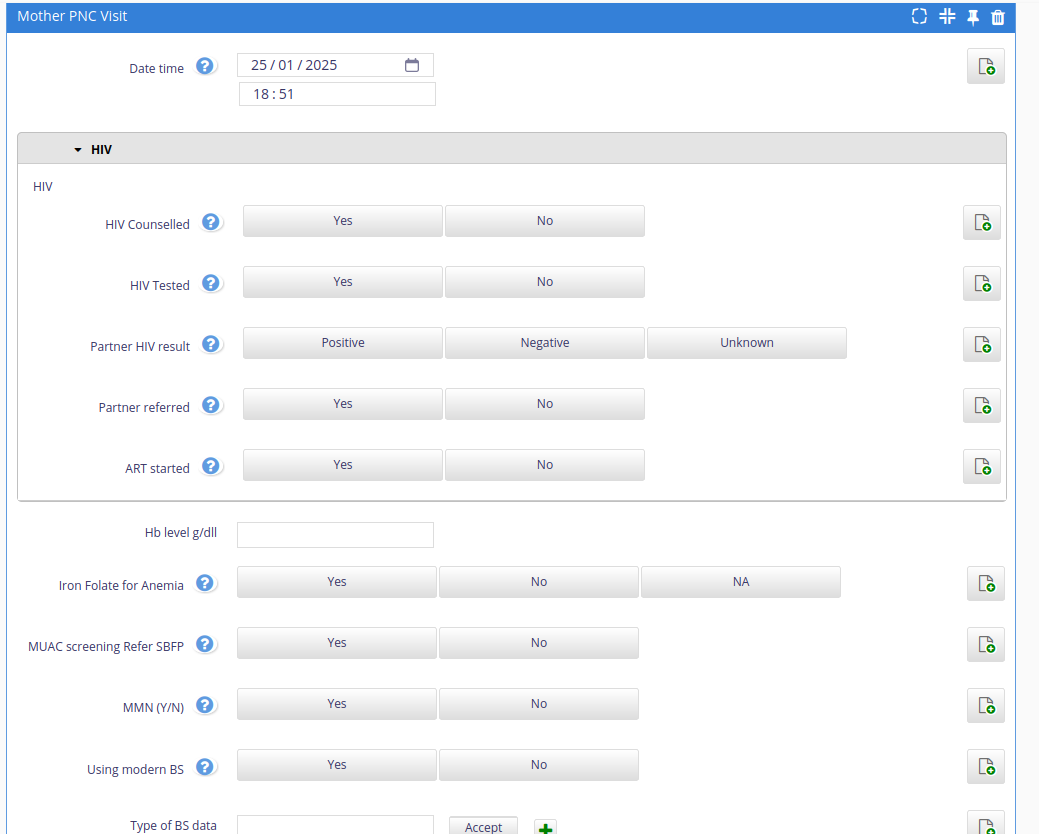 Mother PNC Visit
Date time ? 25 / 01 / 2025
18 : 51
HIV
HIV
HIV Counselled ? Yes No
HIV Tested ? Yes No
Partner HIV result ? Positive Negative Unknown
Partner referred ? Yes No
ART started ? Yes No
Hb level g/dll
Iron Folate for Anemia ? Yes No NA
MUAC screening Refer SBFP ? Yes No
MMN (Y/N) ? Yes No
Using modern BS ? Yes No
Type of BS data Accept